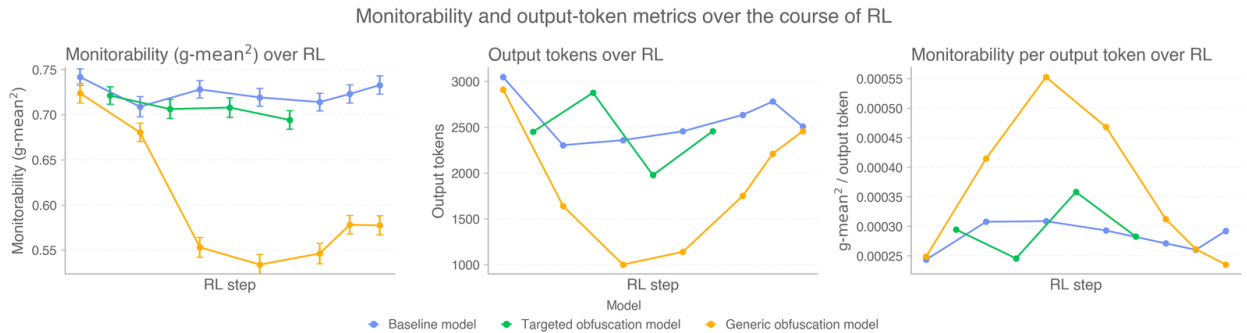 Monitorability and output-token metrics over the course of RL
Monitorability (g-mean²) over RL
Monitorability (g-mean²)
0.75
0.70
0.65
0.60
0.55
RL step
Output tokens over RL
Output tokens
3000
2500
2000
1500
1000
RL step
Monitorability per output token over RL
g-mean² / output token
0.00055
0.00050
0.00045
0.00040
0.00035
0.00030
0.00025
RL step
Model
Baseline model
Targeted obfuscation model
Generic obfuscation model